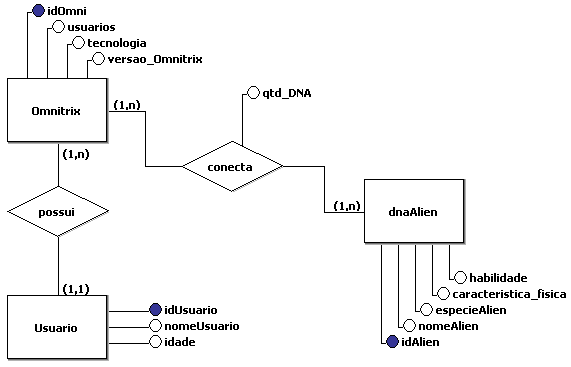 idOmni
usuarios
tecnologia
versao_Omnitrix
Omnitrix
(1,n)
qtd_DNA
(1,n)
conecta
possui
(1,n)
dnaAlien
habilidade
caracteristica_fisica
especieAlien
nomeAlien
idAlien
(1,1)
idUsuario
nomeUsuario
idade
Usuario